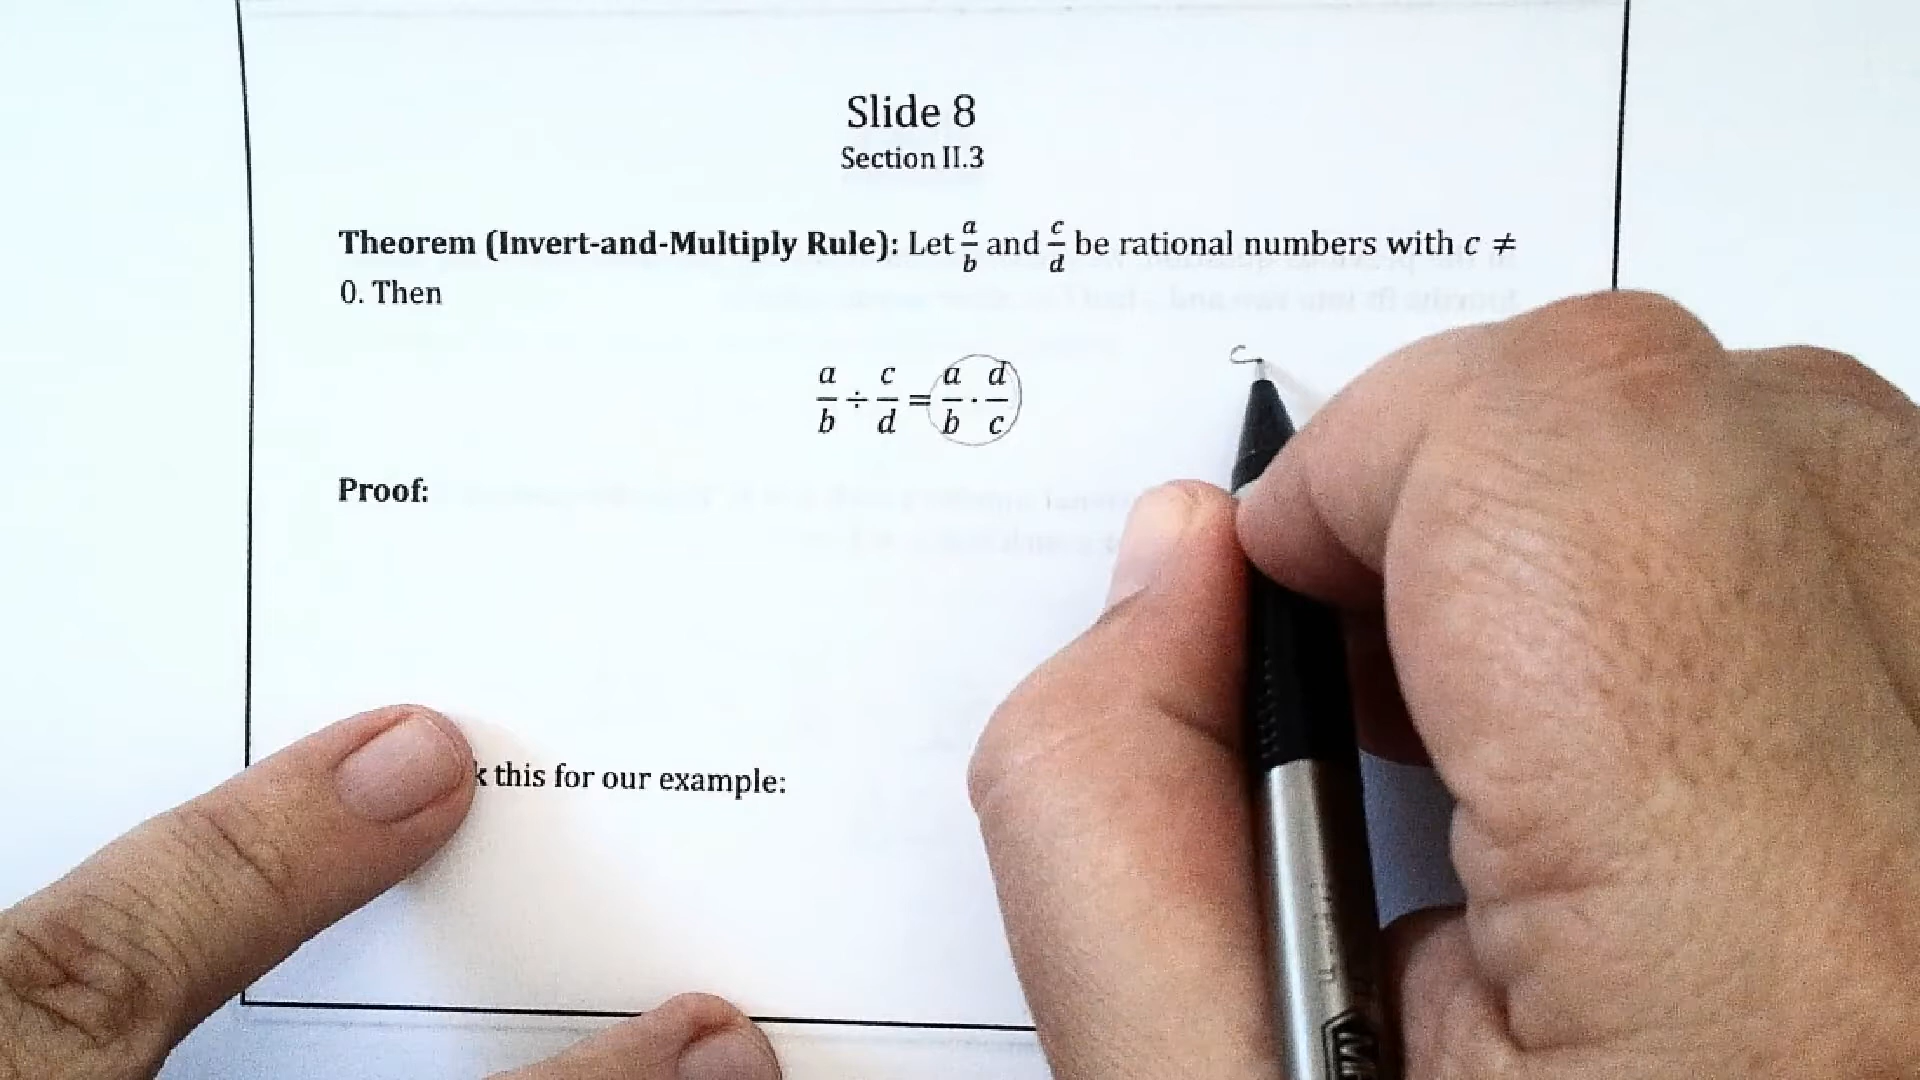 Slide 8
Section II.3
Theorem (Invert-and-Multiply Rule): Let a/b and c/d be rational numbers with c ≠
0. Then
a/b ÷ c/d = a/b · d/c
c
Proof:
this for our example: